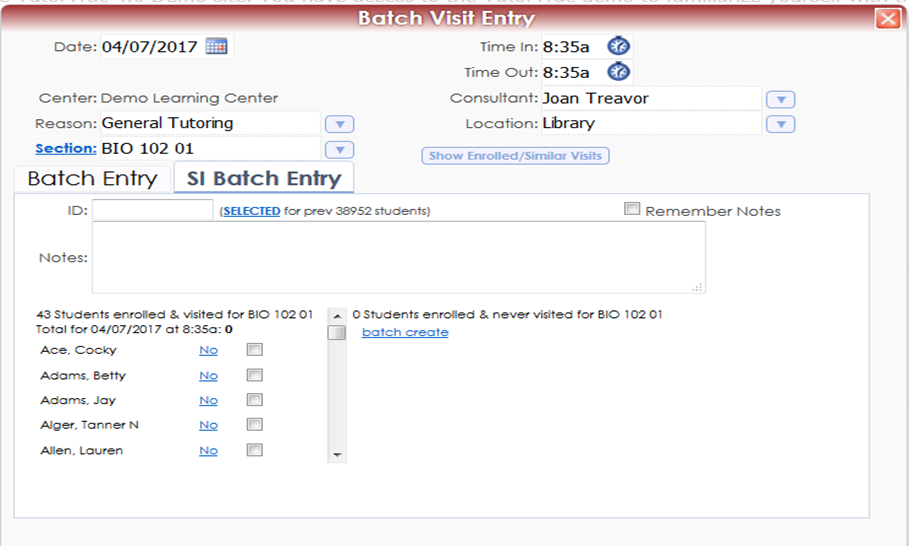 Batch Visit Entry
Date: 04/07/2017
Time In: 8:35a
Time Out: 8:35a
Center: Demo Learning Center
Consultant: Joan Treavor
Reason: General Tutoring
Location: Library
Section: BIO 102 01
Show Enrolled/Similar Visits
Batch Entry
SI Batch Entry
ID:
(SELECTED for prev 38952 students)
Remember Notes
Notes:
43 Students enrolled & visited for BIO 102 01
Total for 04/07/2017 at 8:35a: 0
Ace, Cocky No
Adams, Betty No
Adams, Jay No
Alger, Tanner N No
Allen, Lauren No
0 Students enrolled & never visited for BIO 102 01
batch create